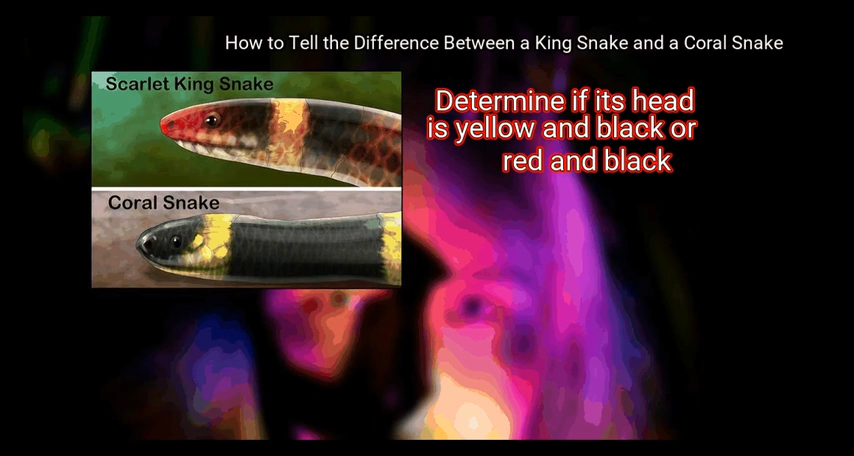 How to Tell the Difference Between a King Snake and a Coral Snake
Scarlet King Snake
Determine if its head
is yellow and black or
red and black
Coral Snake